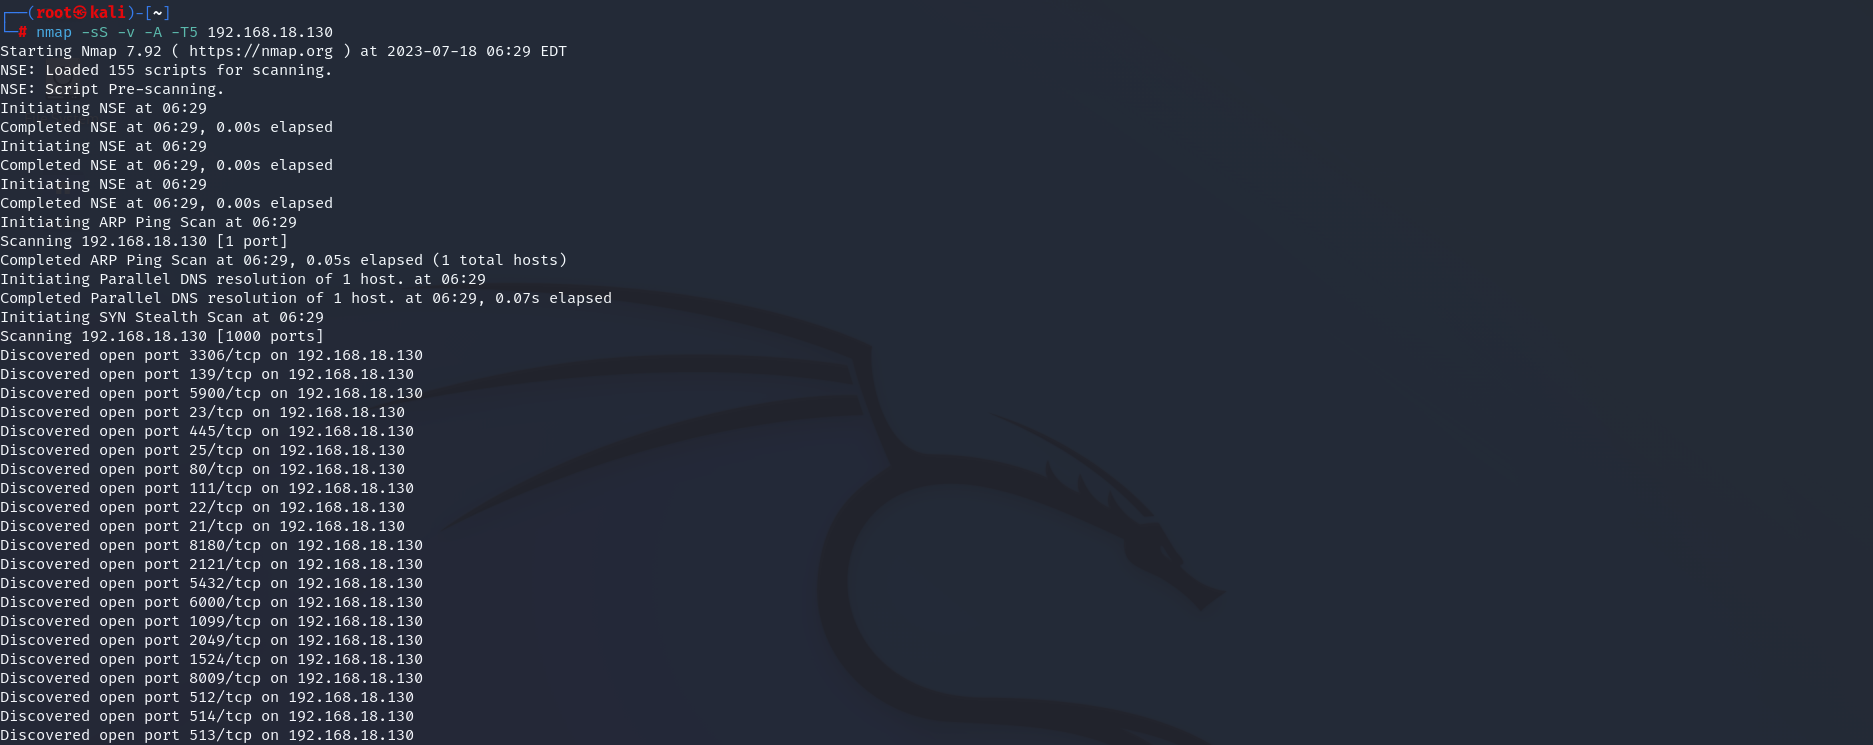 ┌──(root㉿kali)-[~]
└─# nmap -sS -v -A -T5 192.168.18.130
Starting Nmap 7.92 ( https://nmap.org ) at 2023-07-18 06:29 EDT
NSE: Loaded 155 scripts for scanning.
NSE: Script Pre-scanning.
Initiating NSE at 06:29
Completed NSE at 06:29, 0.00s elapsed
Initiating NSE at 06:29
Completed NSE at 06:29, 0.00s elapsed
Initiating NSE at 06:29
Completed NSE at 06:29, 0.00s elapsed
Initiating ARP Ping Scan at 06:29
Scanning 192.168.18.130 [1 port]
Completed ARP Ping Scan at 06:29, 0.05s elapsed (1 total hosts)
Initiating Parallel DNS resolution of 1 host. at 06:29
Completed Parallel DNS resolution of 1 host. at 06:29, 0.07s elapsed
Initiating SYN Stealth Scan at 06:29
Scanning 192.168.18.130 [1000 ports]
Discovered open port 3306/tcp on 192.168.18.130
Discovered open port 139/tcp on 192.168.18.130
Discovered open port 5900/tcp on 192.168.18.130
Discovered open port 23/tcp on 192.168.18.130
Discovered open port 445/tcp on 192.168.18.130
Discovered open port 25/tcp on 192.168.18.130
Discovered open port 80/tcp on 192.168.18.130
Discovered open port 111/tcp on 192.168.18.130
Discovered open port 22/tcp on 192.168.18.130
Discovered open port 21/tcp on 192.168.18.130
Discovered open port 8180/tcp on 192.168.18.130
Discovered open port 2121/tcp on 192.168.18.130
Discovered open port 5432/tcp on 192.168.18.130
Discovered open port 6000/tcp on 192.168.18.130
Discovered open port 1099/tcp on 192.168.18.130
Discovered open port 2049/tcp on 192.168.18.130
Discovered open port 1524/tcp on 192.168.18.130
Discovered open port 8009/tcp on 192.168.18.130
Discovered open port 512/tcp on 192.168.18.130
Discovered open port 514/tcp on 192.168.18.130
Discovered open port 513/tcp on 192.168.18.130